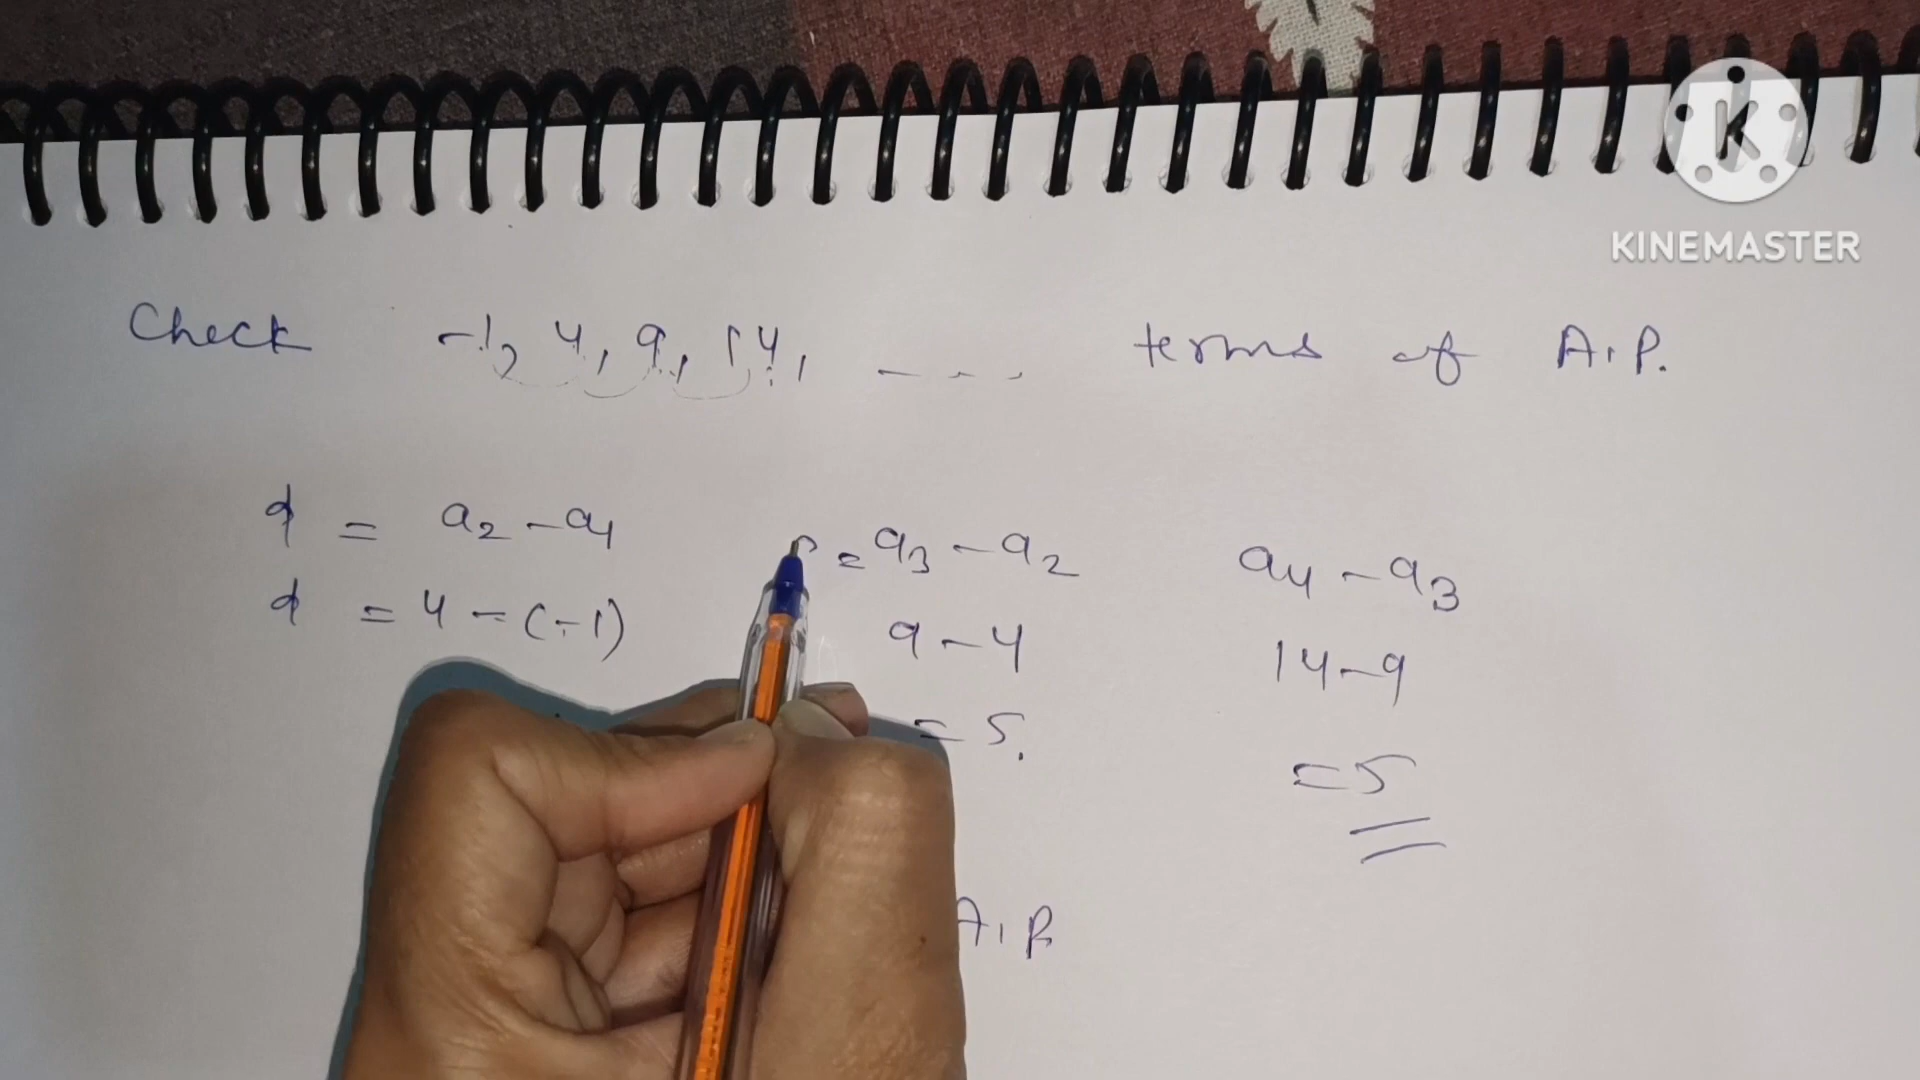 KINEMASTER
Check -1, 4, 9, 14, - - - terms of A.P.
d = a₂ - a₁ = a₃ - a₂ a₄ - a₃
d = 4 - (-1) 9 - 4 14 - 9
= 5. = 5
A.P